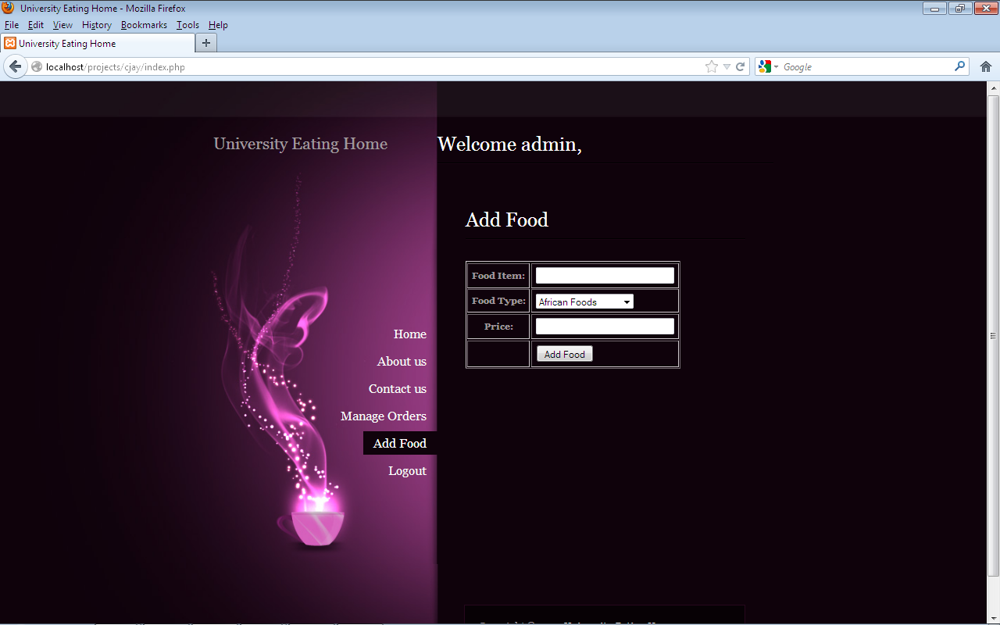 University Eating Home - Mozilla Firefox
File Edit View History Bookmarks Tools Help
University Eating Home
localhost/projects/cjay/index.php
Google
University Eating Home
Welcome admin,
Add Food
Food Item:
Food Type: African Foods
Price:
Add Food
Home
About us
Contact us
Manage Orders
Add Food
Logout